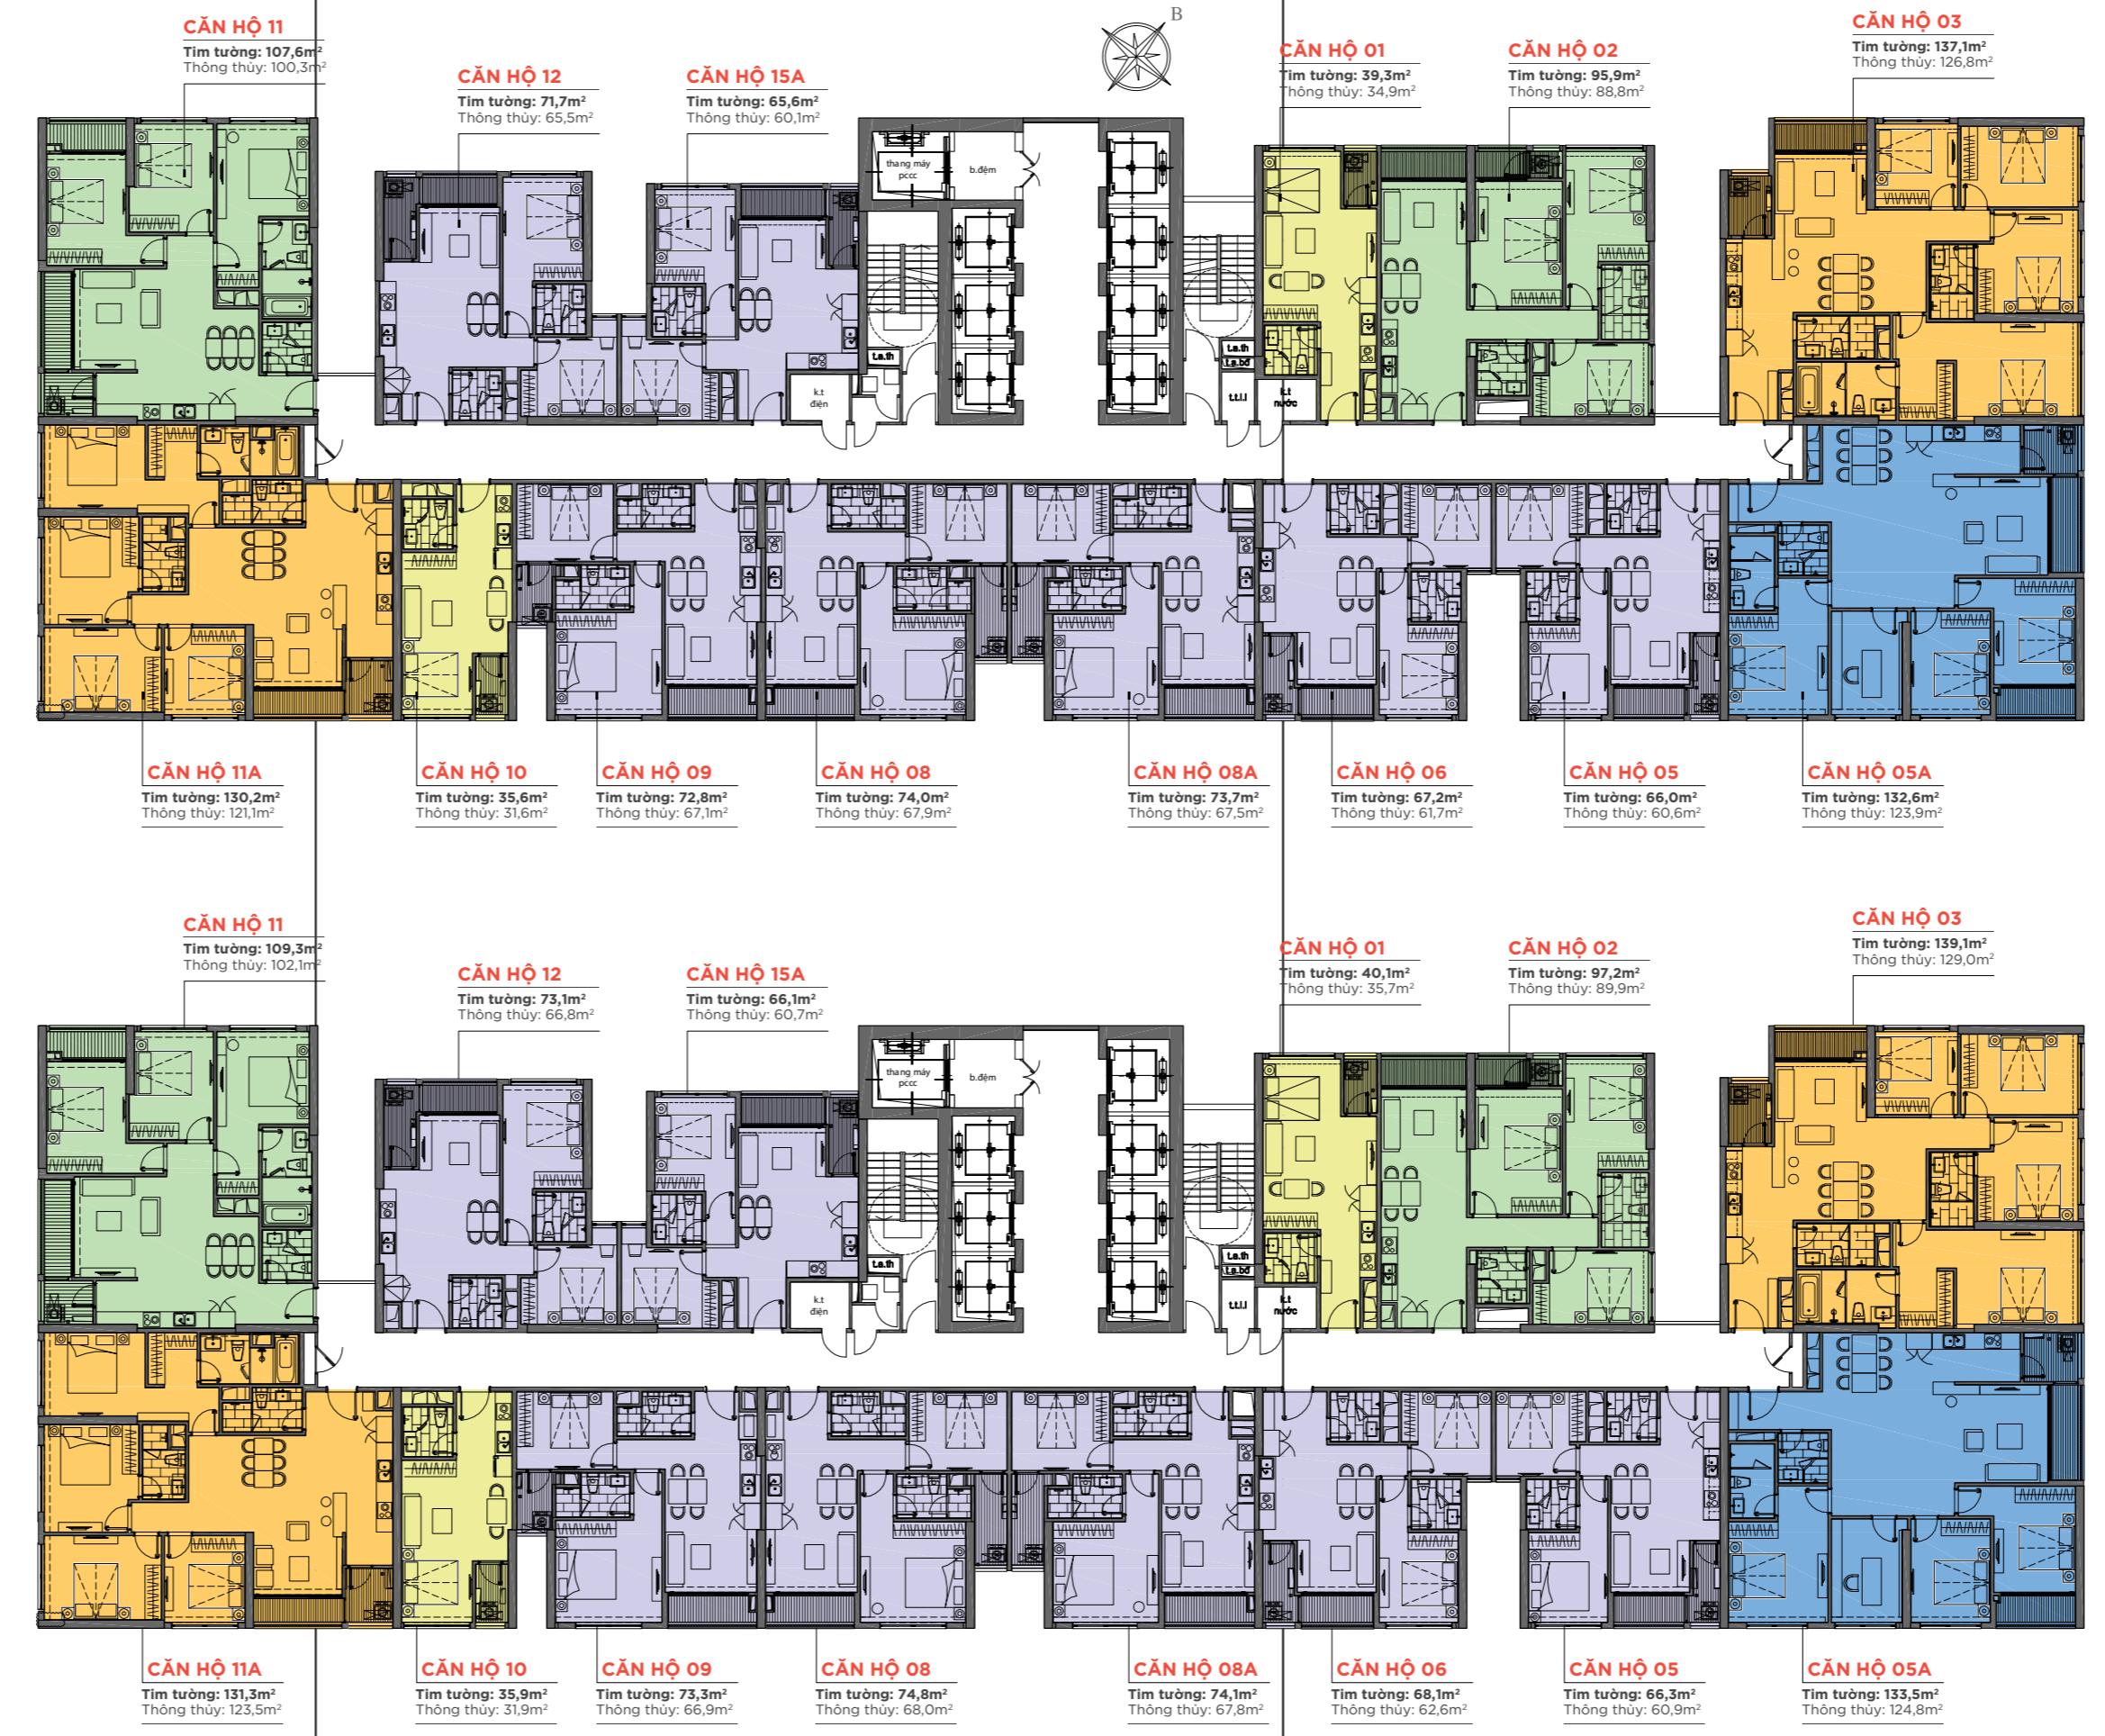 B
CĂN HỘ 11
Tim tường: 107,6m²
Thông thủy: 100,3m²
CĂN HỘ 12
Tim tường: 71,7m²
Thông thủy: 65,5m²
CĂN HỘ 15A
Tim tường: 65,6m²
Thông thủy: 60,1m²
CĂN HỘ 01
Tim tường: 39,3m²
Thông thủy: 34,9m²
CĂN HỘ 02
Tim tường: 95,9m²
Thông thủy: 88,8m²
CĂN HỘ 03
Tim tường: 137,1m²
Thông thủy: 126,8m²
thang máy
pccc
b.đệm
t.a.th
k.t
điện
t.a.th
t.a.bđ
t.t.l.l
k.t
nước
CĂN HỘ 11A
Tim tường: 130,2m²
Thông thủy: 121,1m²
CĂN HỘ 10
Tim tường: 35,6m²
Thông thủy: 31,6m²
CĂN HỘ 09
Tim tường: 72,8m²
Thông thủy: 67,1m²
CĂN HỘ 08
Tim tường: 74,0m²
Thông thủy: 67,9m²
CĂN HỘ 08A
Tim tường: 73,7m²
Thông thủy: 67,5m²
CĂN HỘ 06
Tim tường: 67,2m²
Thông thủy: 61,7m²
CĂN HỘ 05
Tim tường: 66,0m²
Thông thủy: 60,6m²
CĂN HỘ 05A
Tim tường: 132,6m²
Thông thủy: 123,9m²
CĂN HỘ 11
Tim tường: 109,3m²
Thông thủy: 102,1m²
CĂN HỘ 12
Tim tường: 73,1m²
Thông thủy: 66,8m²
CĂN HỘ 15A
Tim tường: 66,1m²
Thông thủy: 60,7m²
CĂN HỘ 01
Tim tường: 40,1m²
Thông thủy: 35,7m²
CĂN HỘ 02
Tim tường: 97,2m²
Thông thủy: 89,9m²
CĂN HỘ 03
Tim tường: 139,1m²
Thông thủy: 129,0m²
thang máy
pccc
b.đệm
t.a.th
k.t
điện
t.a.th
t.a.bđ
t.t.l.l
k.t
nước
CĂN HỘ 11A
Tim tường: 131,3m²
Thông thủy: 123,5m²
CĂN HỘ 10
Tim tường: 35,9m²
Thông thủy: 31,9m²
CĂN HỘ 09
Tim tường: 73,3m²
Thông thủy: 66,9m²
CĂN HỘ 08
Tim tường: 74,8m²
Thông thủy: 68,0m²
CĂN HỘ 08A
Tim tường: 74,1m²
Thông thủy: 67,8m²
CĂN HỘ 06
Tim tường: 68,1m²
Thông thủy: 62,6m²
CĂN HỘ 05
Tim tường: 66,3m²
Thông thủy: 60,9m²
CĂN HỘ 05A
Tim tường: 133,5m²
Thông thủy: 124,8m²